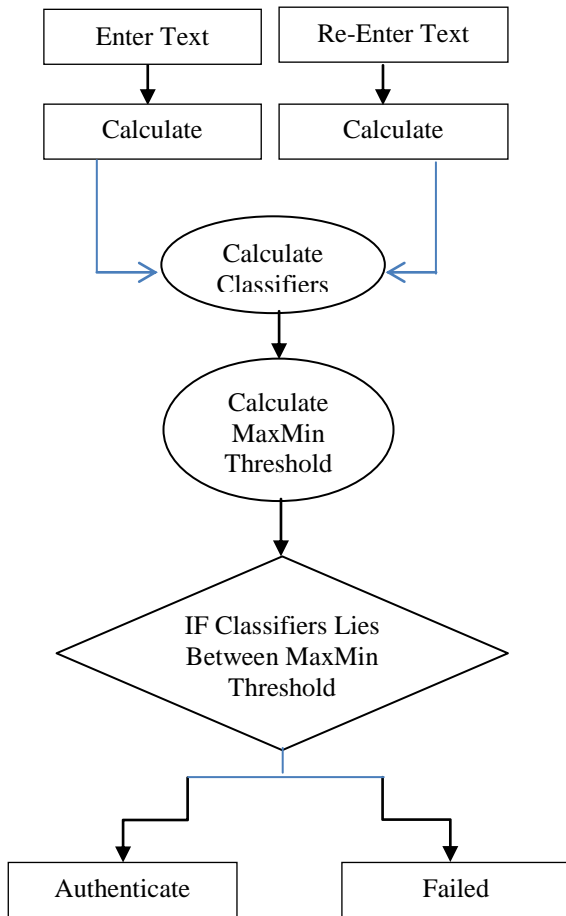 Enter Text
Re-Enter Text
Calculate
Calculate
Calculate
Classifiers
Calculate
MaxMin
Threshold
IF Classifiers Lies
Between MaxMin
Threshold
Authenticate
Failed